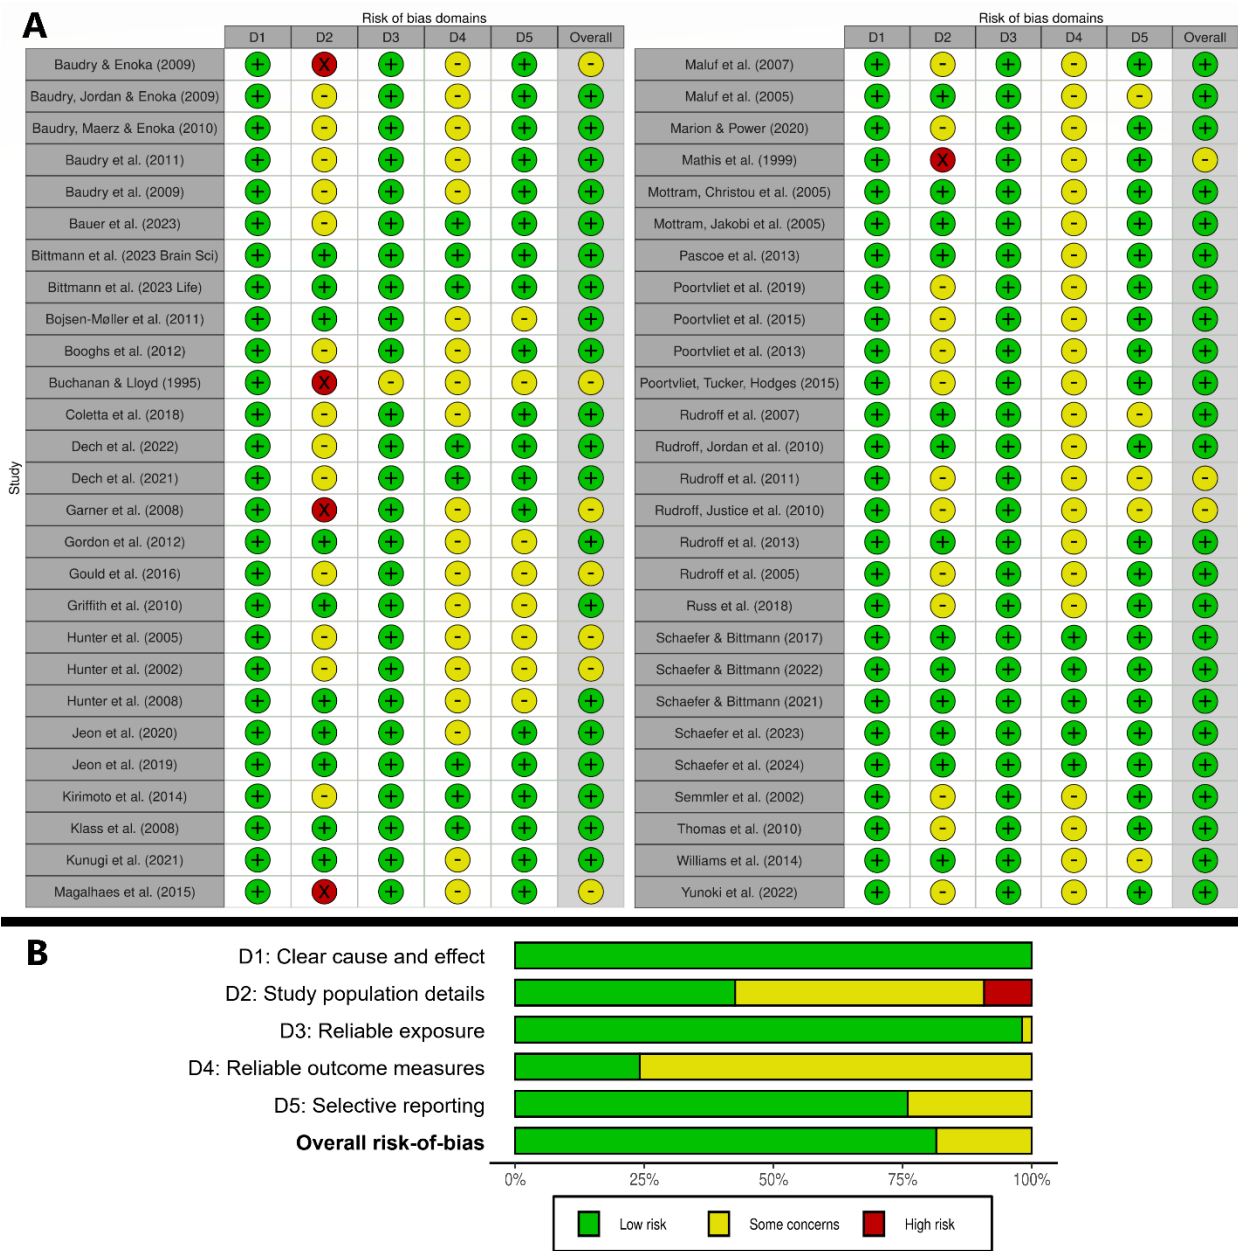 A
Risk of bias domains
D1 D2 D3 D4 D5 Overall
Study
Baudry & Enoka (2009) + X + - + -
Baudry, Jordan & Enoka (2009) + - + - + +
Baudry, Maerz & Enoka (2010) + - + - + +
Baudry et al. (2011) + - + - + +
Baudry et al. (2009) + - + - + +
Bauer et al. (2023) + - + + + +
Bittmann et al. (2023 Brain Sci) + + + + + +
Bittmann et al. (2023 Life) + + + + + +
Bojsen-Møller et al. (2011) + + + - - +
Booghs et al. (2012) + - + - + +
Buchanan & Lloyd (1995) + X - - - -
Coletta et al. (2018) + - + - + +
Dech et al. (2022) + - + + + +
Dech et al. (2021) + - + + + +
Garner et al. (2008) + X + - + -
Gordon et al. (2012) + + + - - +
Gould et al. (2016) + - + - - -
Griffith et al. (2010) + + + - - +
Hunter et al. (2005) + - + - - -
Hunter et al. (2002) + - + - - -
Hunter et al. (2008) + + + - - +
Jeon et al. (2020) + + + - + +
Jeon et al. (2019) + + + + + +
Kirimoto et al. (2014) + - + + + +
Klass et al. (2008) + + + + + +
Kunugi et al. (2021) + + + - + +
Magalhaes et al. (2015) + X + - + -
Risk of bias domains
D1 D2 D3 D4 D5 Overall
Maluf et al. (2007) + - + - + +
Maluf et al. (2005) + + + - - +
Marion & Power (2020) + - + - + +
Mathis et al. (1999) + X + - + -
Mottram, Christou et al. (2005) + + + - + +
Mottram, Jakobi et al. (2005) + + + - + +
Pascoe et al. (2013) + + + - + +
Poortvliet et al. (2019) + - + - + +
Poortvliet et al. (2015) + - + - + +
Poortvliet et al. (2013) + - + - + +
Poortvliet, Tucker, Hodges (2015) + - + - + +
Rudroff et al. (2007) + + + - - +
Rudroff, Jordan et al. (2010) + + + - + +
Rudroff et al. (2011) + - + - - -
Rudroff, Justice et al. (2010) + - + - - -
Rudroff et al. (2013) + + + - + +
Rudroff et al. (2005) + - + - + +
Russ et al. (2018) + - + - + +
Schaefer & Bittmann (2017) + + + + + +
Schaefer & Bittmann (2022) + + + + + +
Schaefer & Bittmann (2021) + + + + + +
Schaefer et al. (2023) + + + + + +
Schaefer et al. (2024) + + + + + +
Semmler et al. (2002) + - + - + +
Thomas et al. (2010) + - + - + +
Williams et al. (2014) + + + - - +
Yunoki et al. (2022) + - + - + +
B
D1: Clear cause and effect
D2: Study population details
D3: Reliable exposure
D4: Reliable outcome measures
D5: Selective reporting
Overall risk-of-bias
0% 25% 50% 75% 100%
Low risk Some concerns High risk